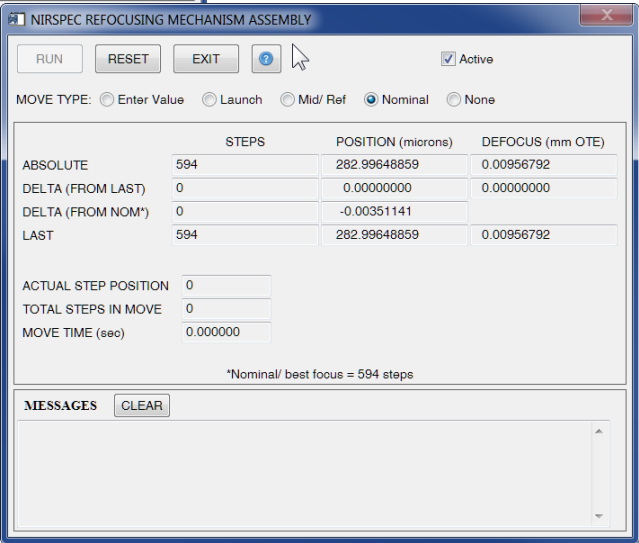 NIRSPEC REFOCUSING MECHANISM ASSEMBLY
RUN RESET EXIT ? Active
MOVE TYPE: Enter Value Launch Mid/ Ref Nominal None
STEPS POSITION (microns) DEFOCUS (mm OTE)
ABSOLUTE 594 282.99648859 0.00956792
DELTA (FROM LAST) 0 0.00000000 0.00000000
DELTA (FROM NOM*) 0 -0.00351141
LAST 594 282.99648859 0.00956792
ACTUAL STEP POSITION 0
TOTAL STEPS IN MOVE 0
MOVE TIME (sec) 0.000000
*Nominal/ best focus = 594 steps
MESSAGES CLEAR